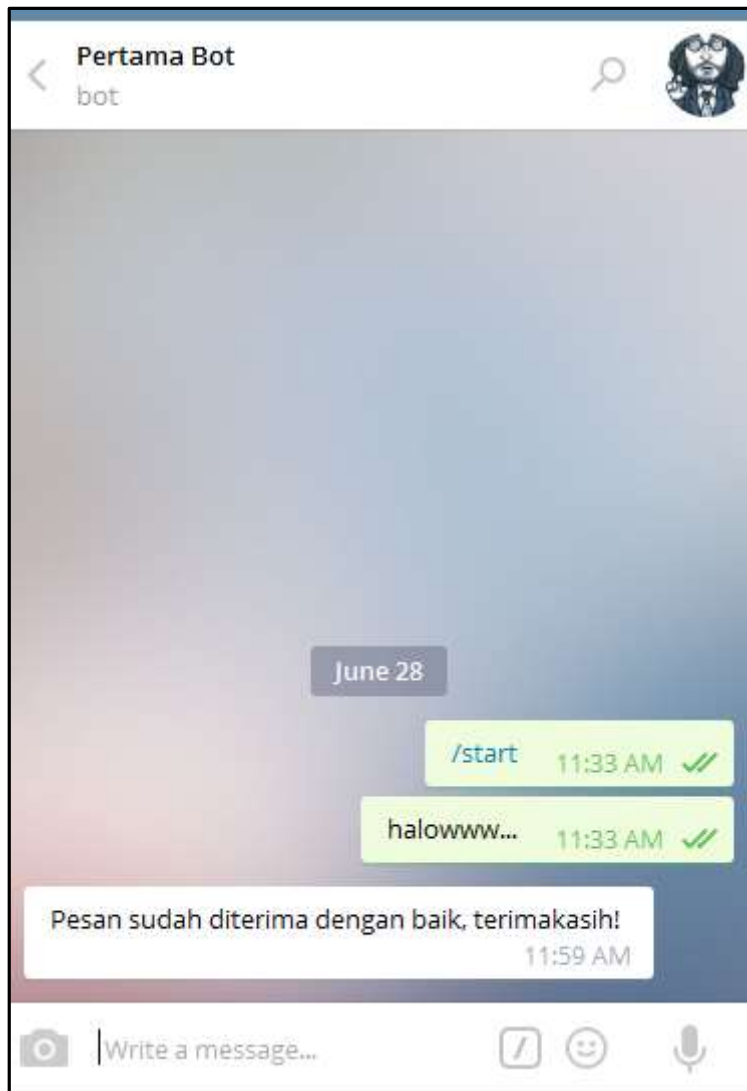 Pertama Bot
bot
June 28
/start 11:33 AM
halowww... 11:33 AM
Pesan sudah diterima dengan baik, terimakasih!
11:59 AM
Write a message...